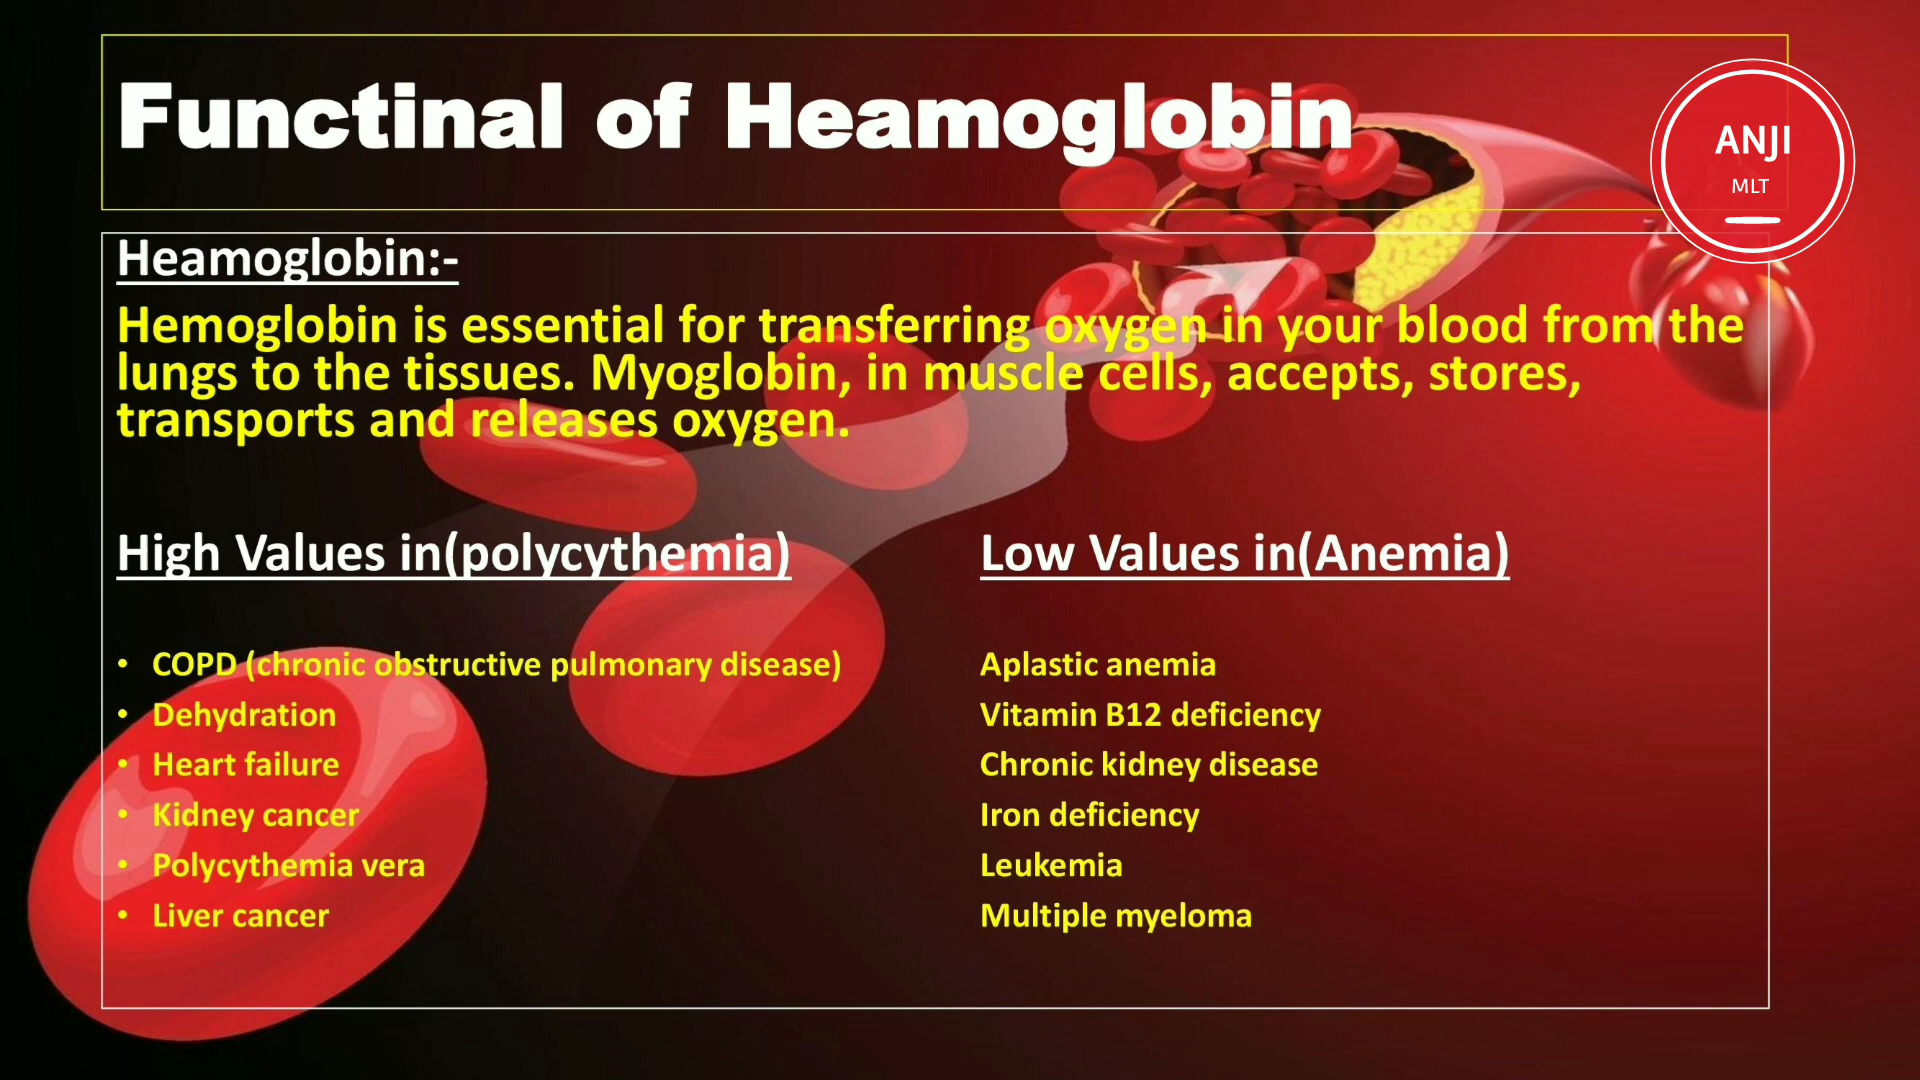 Functinal of Heamoglobin
ANJI
MLT
Heamoglobin:-
Hemoglobin is essential for transferring oxygen in your blood from the
lungs to the tissues. Myoglobin, in muscle cells, accepts, stores,
transports and releases oxygen.
High Values in(polycythemia)
• COPD (chronic obstructive pulmonary disease)
• Dehydration
• Heart failure
• Kidney cancer
• Polycythemia vera
• Liver cancer
Low Values in(Anemia)
Aplastic anemia
Vitamin B12 deficiency
Chronic kidney disease
Iron deficiency
Leukemia
Multiple myeloma